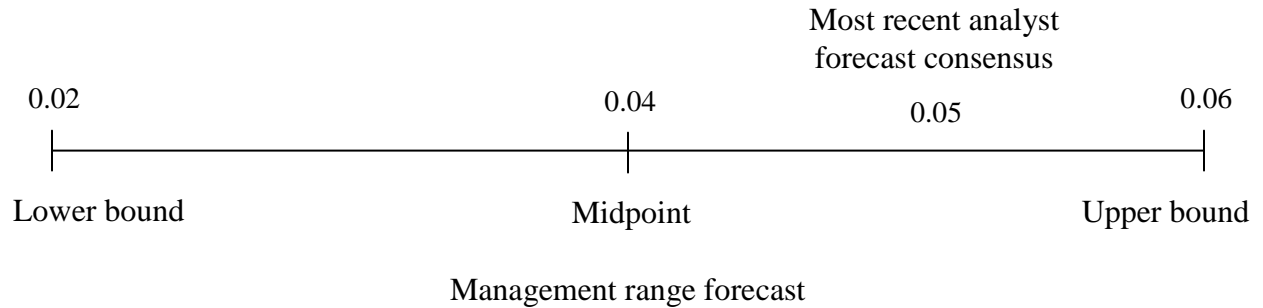 Most recent analyst
forecast consensus
0.02
0.04
0.05
0.06
Lower bound
Midpoint
Upper bound
Management range forecast